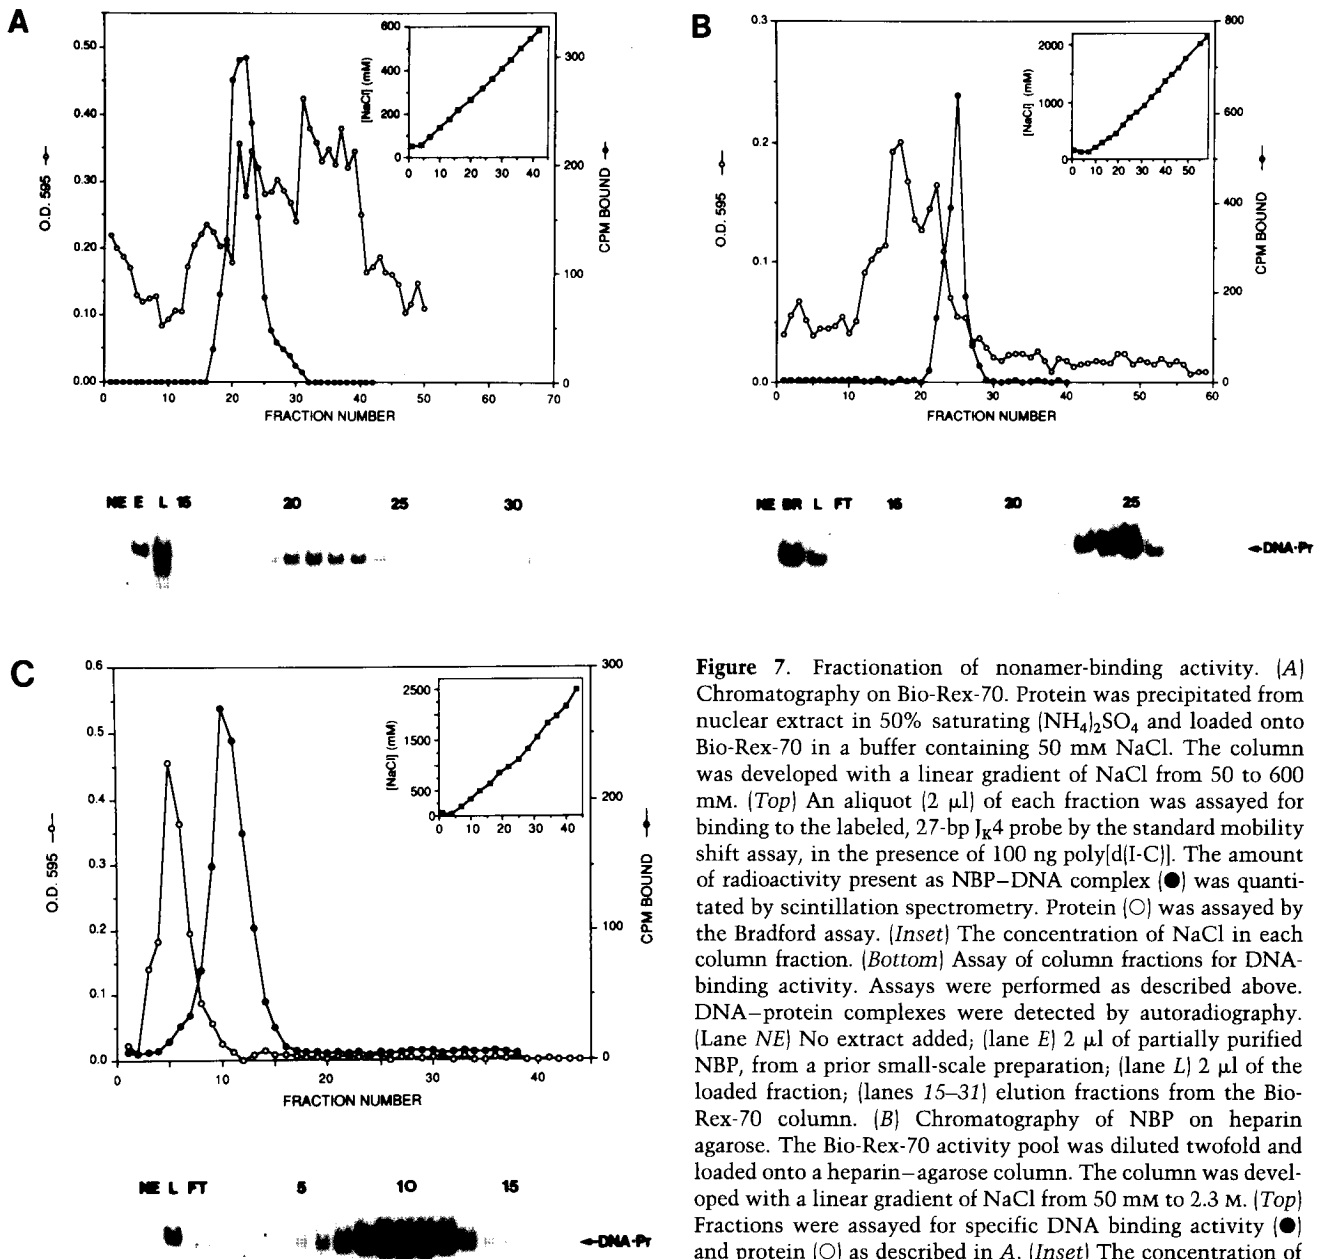 A
0.50
0.40
0.30
0.20
0.10
0.00
O.D. 595
0 10 20 30 40 50 60 70
FRACTION NUMBER
300
200
100
0
CPM BOUND
600
400
200
0
[NaCl] (mM)
0 10 20 30 40
NE E L 15 20 25 30
B
0.3
0.2
0.1
0.0
O.D. 595
0 10 20 30 40 50 60
FRACTION NUMBER
800
600
400
200
0
CPM BOUND
2000
1000
0
[NaCl] (mM)
0 10 20 30 40 50
NE BR L FT 15 20 25
DNA·Pr
C
0.6
0.5
0.4
0.3
0.2
0.1
0.0
O.D. 595
0 10 20 30 40
FRACTION NUMBER
300
200
100
0
CPM BOUND
2500
1500
500
0
[NaCl] (mM)
0 10 20 30 40
NE L FT 5 10 15
DNA·Pr
Figure 7. Fractionation of nonamer-binding activity. (A)
Chromatography on Bio-Rex-70. Protein was precipitated from
nuclear extract in 50% saturating (NH₄)₂SO₄ and loaded onto
Bio-Rex-70 in a buffer containing 50 mM NaCl. The column
was developed with a linear gradient of NaCl from 50 to 600
mM. (Top) An aliquot (2 μl) of each fraction was assayed for
binding to the labeled, 27-bp Jκ4 probe by the standard mobility
shift assay, in the presence of 100 ng poly[d(I-C)]. The amount
of radioactivity present as NBP–DNA complex (●) was quanti-
tated by scintillation spectrometry. Protein (○) was assayed by
the Bradford assay. (Inset) The concentration of NaCl in each
column fraction. (Bottom) Assay of column fractions for DNA-
binding activity. Assays were performed as described above.
DNA–protein complexes were detected by autoradiography.
(Lane NE) No extract added; (lane E) 2 μl of partially purified
NBP, from a prior small-scale preparation; (lane L) 2 μl of the
loaded fraction; (lanes 15–31) elution fractions from the Bio-
Rex-70 column. (B) Chromatography of NBP on heparin
agarose. The Bio-Rex-70 activity pool was diluted twofold and
loaded onto a heparin–agarose column. The column was devel-
oped with a linear gradient of NaCl from 50 mM to 2.3 M. (Top)
Fractions were assayed for specific DNA binding activity (●)
and protein (○) as described in A. (Inset) The concentration of